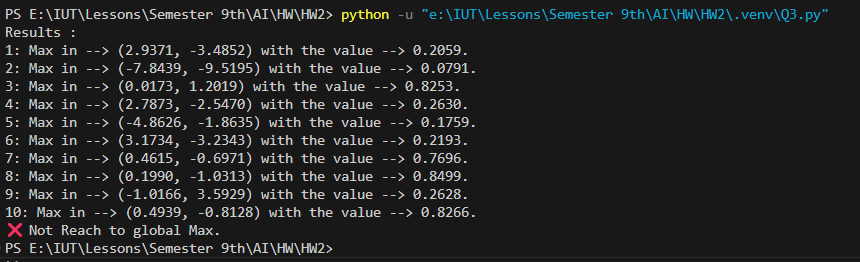 PS E:\IUT\Lessons\Semester 9th\AI\HW\HW2> python -u "e:\IUT\Lessons\Semester 9th\AI\HW\HW2\.venv\Q3.py"
Results :
1: Max in --> (2.9371, -3.4852) with the value --> 0.2059.
2: Max in --> (-7.8439, -9.5195) with the value --> 0.0791.
3: Max in --> (0.0173, 1.2019) with the value --> 0.8253.
4: Max in --> (2.7873, -2.5470) with the value --> 0.2630.
5: Max in --> (-4.8626, -1.8635) with the value --> 0.1759.
6: Max in --> (3.1734, -3.2343) with the value --> 0.2193.
7: Max in --> (0.4615, -0.6971) with the value --> 0.7696.
8: Max in --> (0.1990, -1.0313) with the value --> 0.8499.
9: Max in --> (-1.0166, 3.5929) with the value --> 0.2628.
10: Max in --> (0.4939, -0.8128) with the value --> 0.8266.
❌ Not Reach to global Max.
PS E:\IUT\Lessons\Semester 9th\AI\HW\HW2>